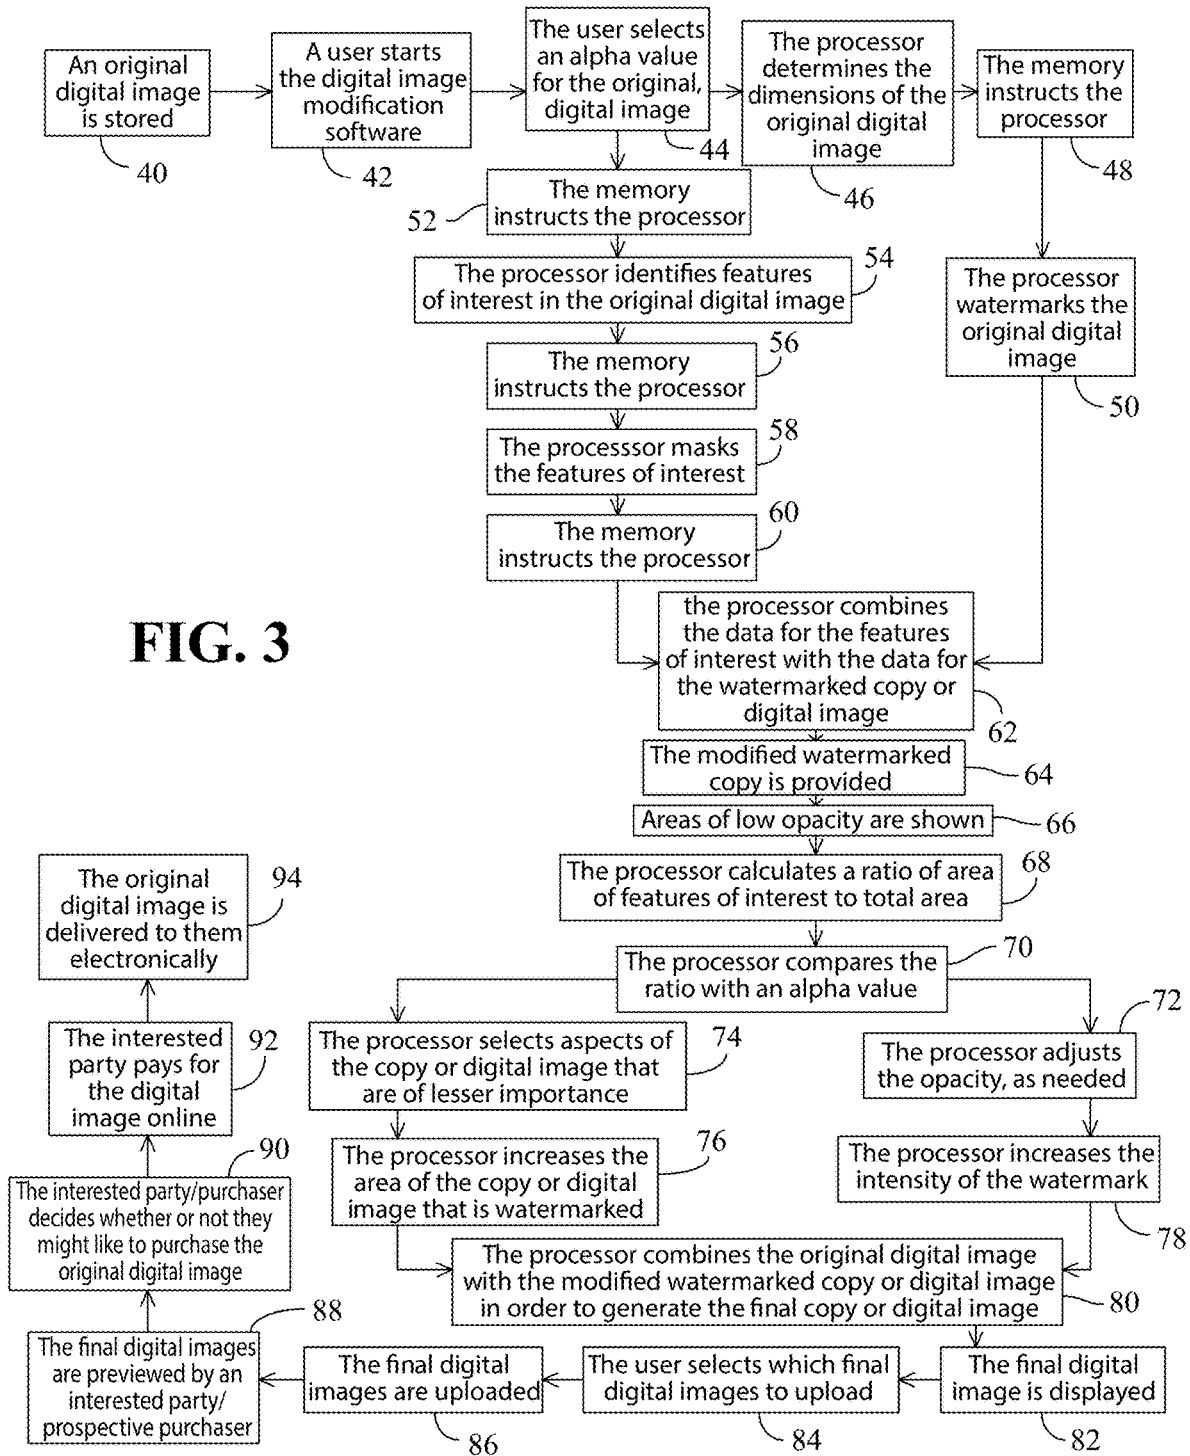 An original
digital image
is stored
40
A user starts
the digital image
modification
software
42
The user selects
an alpha value
for the original,
digital image
44
The processor
determines the
dimensions of the
original digital
image
46
The memory
instructs the
processor
48
The processor
watermarks the
original digital
image
50
The memory
instructs the processor
52
The processor identifies features
of interest in the original digital image
54
The memory
instructs the processor
56
The processsor masks
the features of interest
58
The memory
instructs the processor
60
FIG. 3
the processor combines
the data for the features
of interest with the data for
the watermarked copy or
digital image
62
The modified watermarked
copy is provided
64
Areas of low opacity are shown
66
The processor calculates a ratio of area
of features of interest to total area
68
The processor compares the
ratio with an alpha value
70
The processor adjusts
the opacity, as needed
72
The processor selects aspects of
the copy or digital image that
are of lesser importance
74
The processor increases the
area of the copy or digital
image that is watermarked
76
The processor increases the
intensity of the watermark
78
The processor combines the original digital image
with the modified watermarked copy or digital image
in order to generate the final copy or digital image
80
The final digital
image is displayed
82
The user selects which final
digital images to upload
84
The final digital
images are uploaded
86
The final digital images
are previewed by an
interested party/
prospective purchaser
88
The interested party/purchaser
decides whether or not they
might like to purchase the
original digital image
90
The interested
party pays for
the digital
image online
92
The original
digital image is
delivered to them
electronically
94